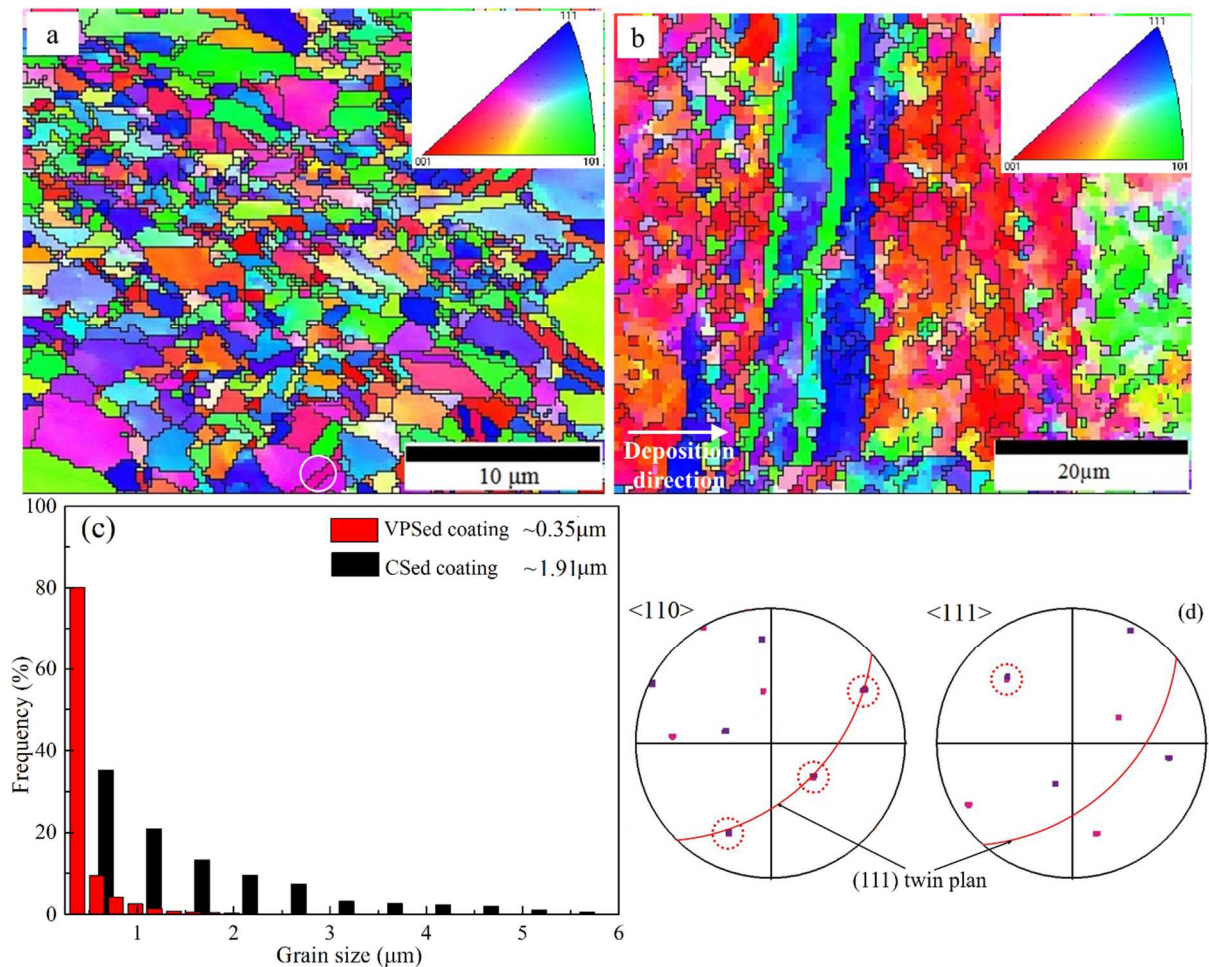 a
111
001
101
10 μm
b
111
001
101
Deposition
direction
20μm
(c)
VPSed coating ~0.35μm
CSed coating ~1.91μm
100
80
60
40
20
0
Frequency (%)
1
2
3
4
5
6
Grain size (μm)
<110>
<111>
(d)
(111) twin plan